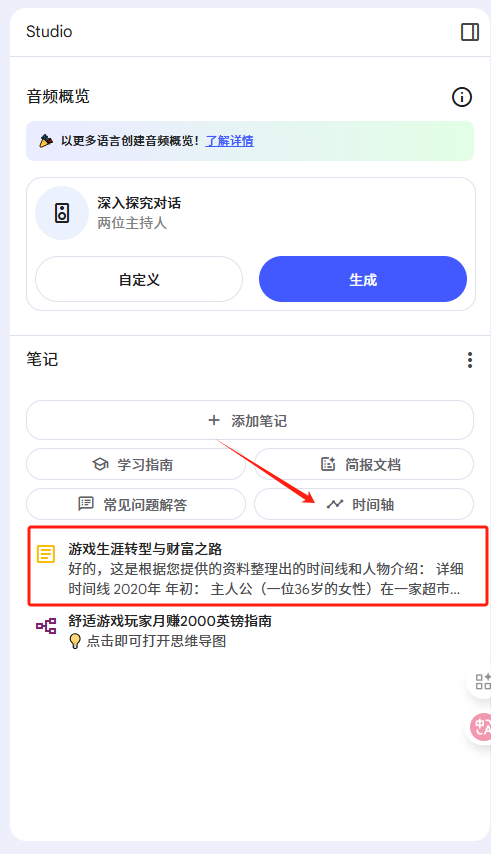 Studio
音频概览
以更多语言创建音频概览！了解详情
深入探究对话
两位主持人
自定义
生成
笔记
+ 添加笔记
学习指南
简报文档
常见问题解答
时间轴
游戏生涯转型与财富之路
好的，这是根据您提供的资料整理出的时间线和人物介绍： 详细
时间线 2020年 年初： 主人公（一位36岁的女性）在一家超市...
舒适游戏玩家月赚2000英镑指南
点击即可打开思维导图
中
A